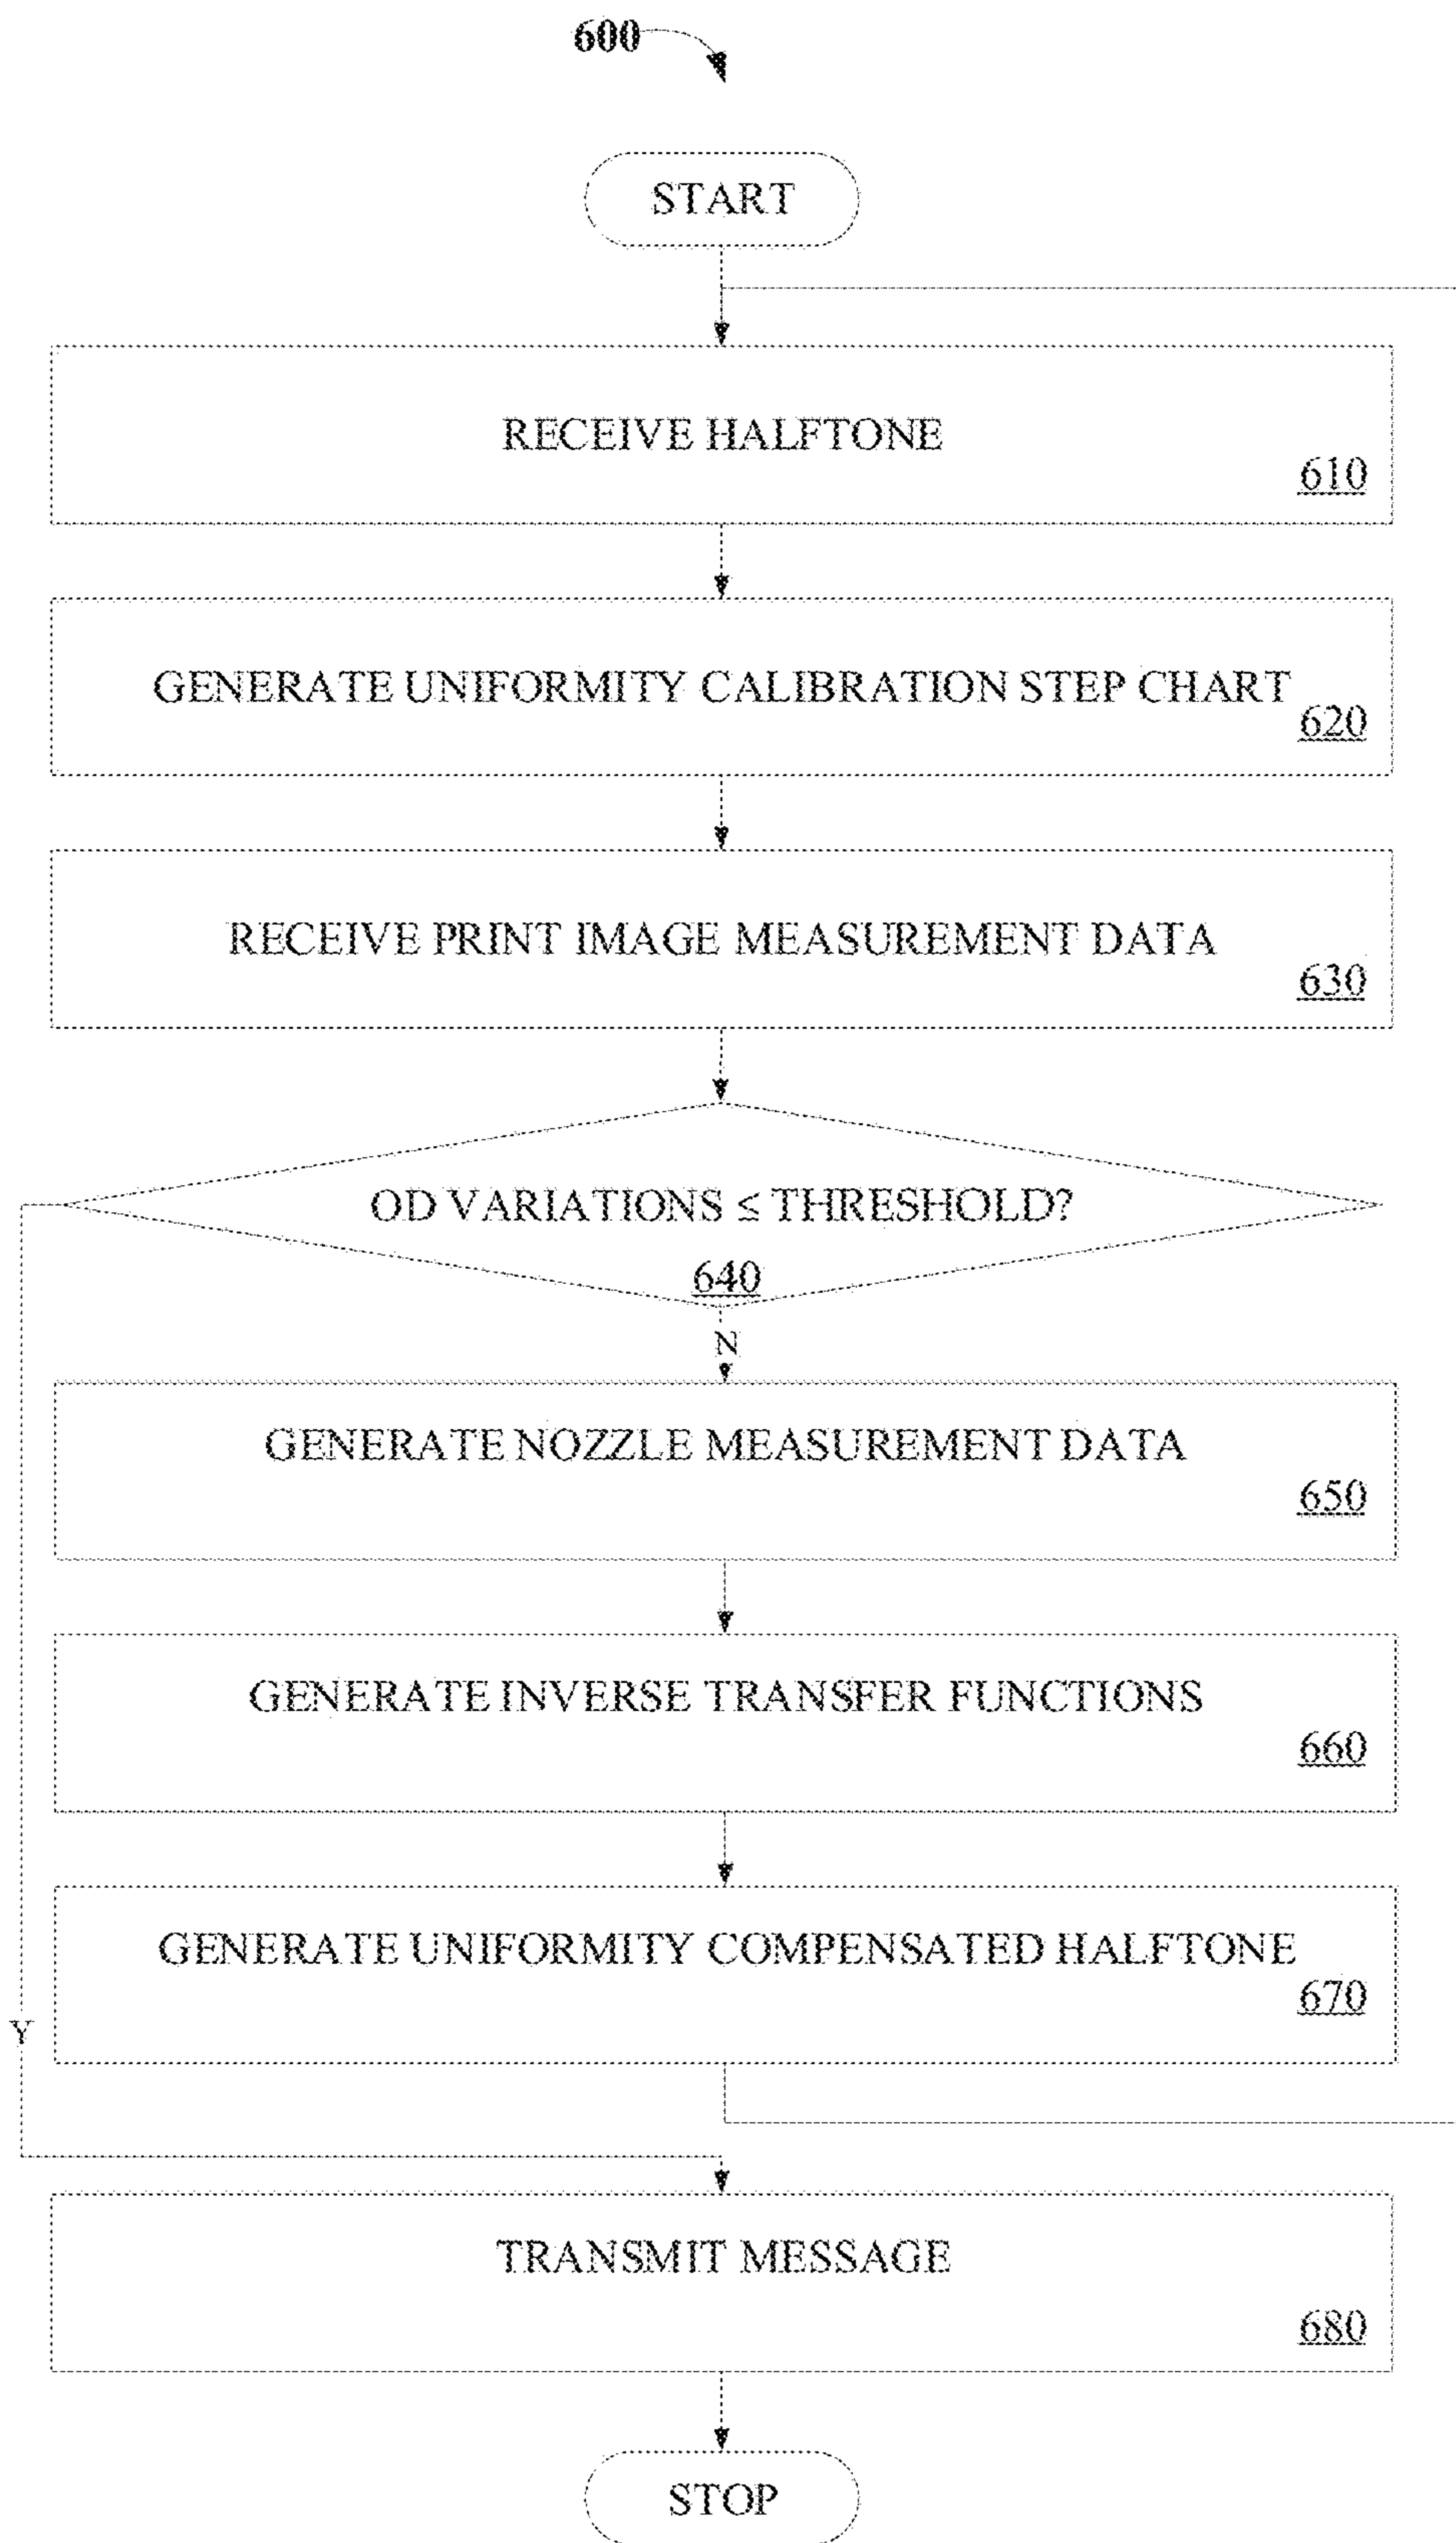 600
START
RECEIVE HALFTONE
610
GENERATE UNIFORMITY CALIBRATION STEP CHART
620
RECEIVE PRINT IMAGE MEASUREMENT DATA
630
OD VARIATIONS ≤ THRESHOLD?
640
N
GENERATE NOZZLE MEASUREMENT DATA
650
GENERATE INVERSE TRANSFER FUNCTIONS
660
GENERATE UNIFORMITY COMPENSATED HALFTONE
670
Y
TRANSMIT MESSAGE
680
STOP